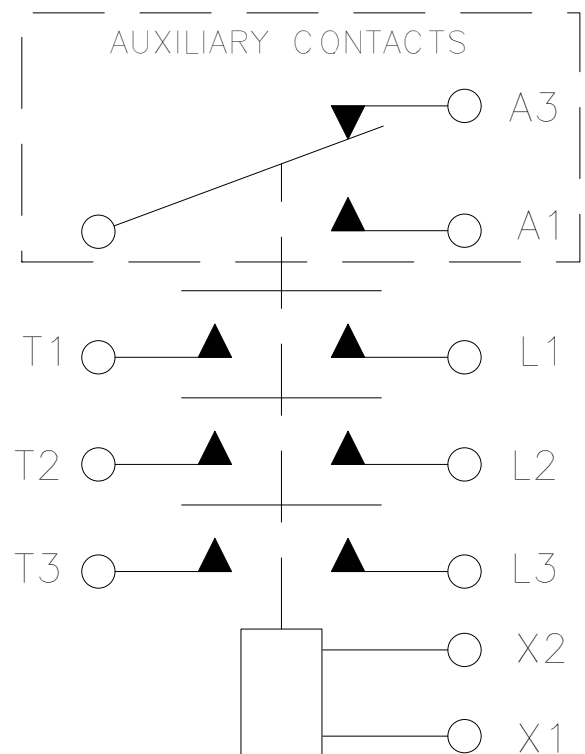 AUXILIARY CONTACTS
A3
A1
T1 L1
T2 L2
T3 L3
X2
X1